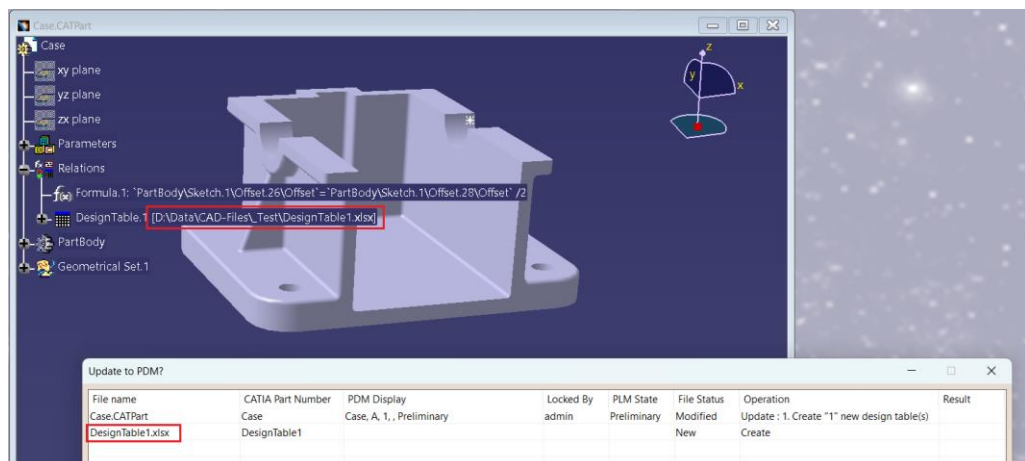 Case.CATPart
Case
xy plane
yz plane
zx plane
Parameters
Relations
f(x) Formula.1: `PartBody\Sketch.1\Offset.26\Offset`=`PartBody\Sketch.1\Offset.28\Offset` /2
DesignTable.1 [D:\Data\CAD-Files\_Test\DesignTable1.xlsx]
PartBody
Geometrical Set.1
z
y
x
Update to PDM?
File name CATIA Part Number PDM Display Locked By PLM State File Status Operation Result
Case.CATPart Case Case, A, 1, , Preliminary admin Preliminary Modified Update : 1. Create "1" new design table(s)
DesignTable1.xlsx DesignTable1 New Create